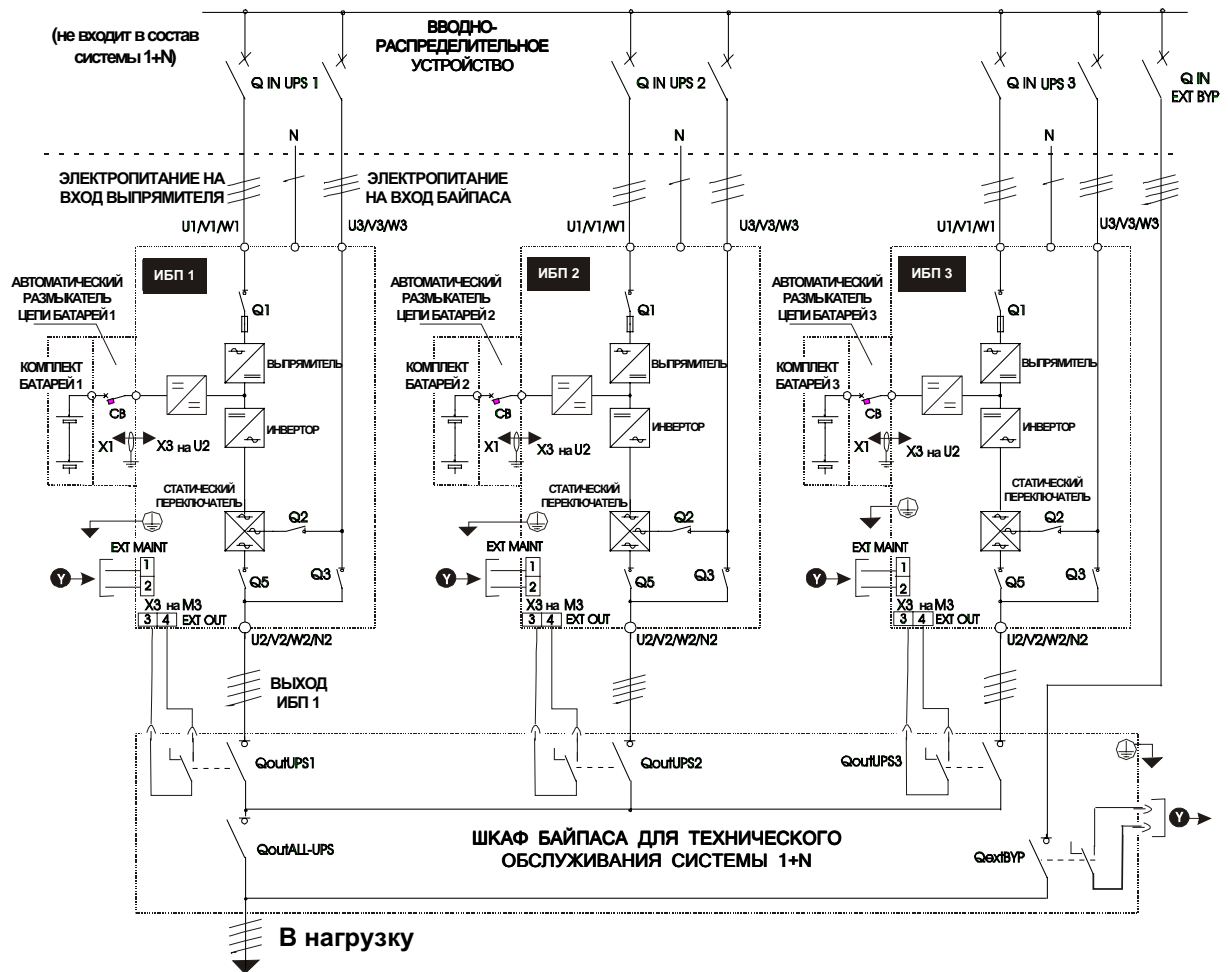 (не входит в состав
системы 1+N)
ВВОДНО-
РАСПРЕДЕЛИТЕЛЬНОЕ
УСТРОЙСТВО
Q IN UPS 1
Q IN UPS 2
Q IN UPS 3
Q IN
EXT BYP
N
N
N
ЭЛЕКТРОПИТАНИЕ НА
ВХОД ВЫПРЯМИТЕЛЯ
ЭЛЕКТРОПИТАНИЕ
НА ВХОД БАЙПАСА
U1/V1/W1
U3/V3/W3
U1/V1/W1
U3/V3/W3
U1/V1/W1
U3/V3/W3
ИБП 1
ИБП 2
ИБП 3
АВТОМАТИЧЕСКИЙ
РАЗМЫКАТЕЛЬ
ЦЕПИ БАТАРЕЙ 1
АВТОМАТИЧЕСКИЙ
РАЗМЫКАТЕЛЬ
ЦЕПИ БАТАРЕЙ 2
АВТОМАТИЧЕСКИЙ
РАЗМЫКАТЕЛЬ
ЦЕПИ БАТАРЕЙ 3
Q1
Q1
Q1
КОМПЛЕКТ
БАТАРЕЙ 1
КОМПЛЕКТ
БАТАРЕЙ 2
КОМПЛЕКТ
БАТАРЕЙ 3
ВЫПРЯМИТЕЛЬ
ВЫПРЯМИТЕЛЬ
ВЫПРЯМИТЕЛЬ
CB
CB
CB
ИНВЕРТОР
ИНВЕРТОР
ИНВЕРТОР
X1
X3 на U2
X1
X3 на U2
X1
X3 на U2
СТАТИЧЕСКИЙ
ПЕРЕКЛЮЧАТЕЛЬ
СТАТИЧЕСКИЙ
ПЕРЕКЛЮЧАТЕЛЬ
СТАТИЧЕСКИЙ
ПЕРЕКЛЮЧАТЕЛЬ
Q2
Q2
Q2
EXT MAINT
EXT MAINT
EXT MAINT
Y
1
2
Q5
Q3
Y
1
2
Q5
Q3
Y
1
2
Q5
Q3
X3 на M3
3 4 EXT OUT
X3 на M3
3 4 EXT OUT
X3 на M3
3 4 EXT OUT
U2/V2/W2/N2
U2/V2/W2/N2
U2/V2/W2/N2
ВЫХОД
ИБП 1
QoutUPS1
QoutUPS2
QoutUPS3
Y
QoutALL-UPS
ШКАФ БАЙПАСА ДЛЯ ТЕХНИЧЕСКОГО
ОБСЛУЖИВАНИЯ СИСТЕМЫ 1+N
QextBYP
В нагрузку